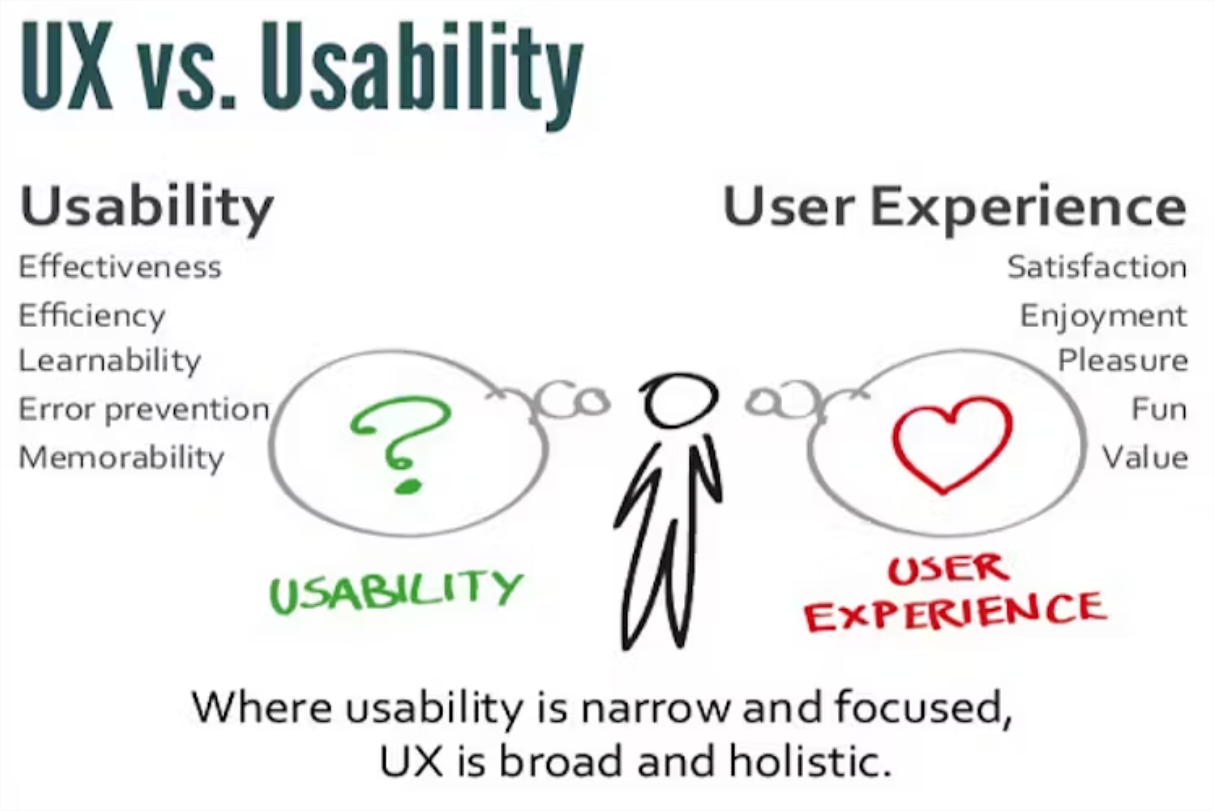 UX vs. Usability
Usability
Effectiveness
Efficiency
Learnability
Error prevention
Memorability
User Experience
Satisfaction
Enjoyment
Pleasure
Fun
Value
?
USABILITY
USER
EXPERIENCE
Where usability is narrow and focused,
UX is broad and holistic.